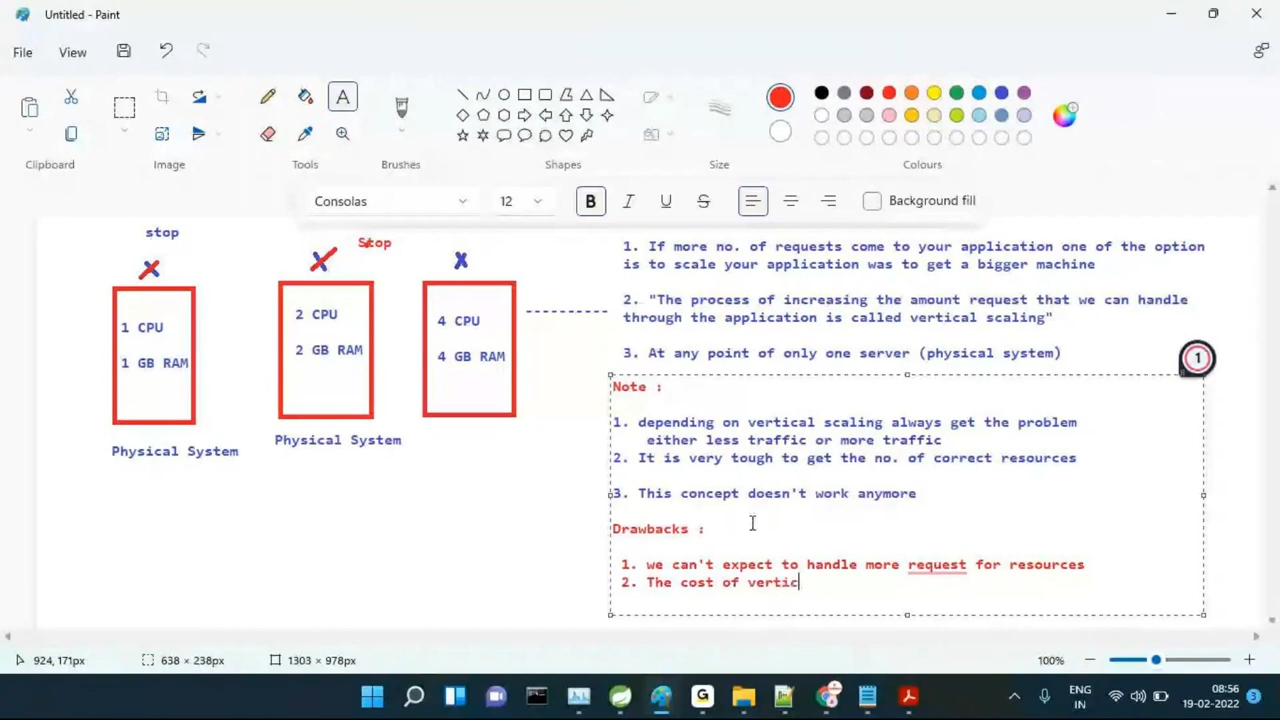 Untitled - Paint
File
View
A
Clipboard
Image
Tools
Brushes
Shapes
Size
Colours
Consolas
12
B
I
U
S
Background fill
stop
Stop
X
X
X
1 CPU
1 GB RAM
2 CPU
2 GB RAM
4 CPU
4 GB RAM
Physical System
Physical System
1. If more no. of requests come to your application one of the option
is to scale your application was to get a bigger machine
2. "The process of increasing the amount request that we can handle
through the application is called vertical scaling"
3. At any point of only one server (physical system)
1
Note :
1. depending on vertical scaling always get the problem
either less traffic or more traffic
2. It is very tough to get the no. of correct resources
3. This concept doesn't work anymore
Drawbacks :
1. we can't expect to handle more request for resources
2. The cost of vertic
924, 171px
638 × 238px
1303 × 978px
100%
G
ENG
IN
08:56
19-02-2022
3